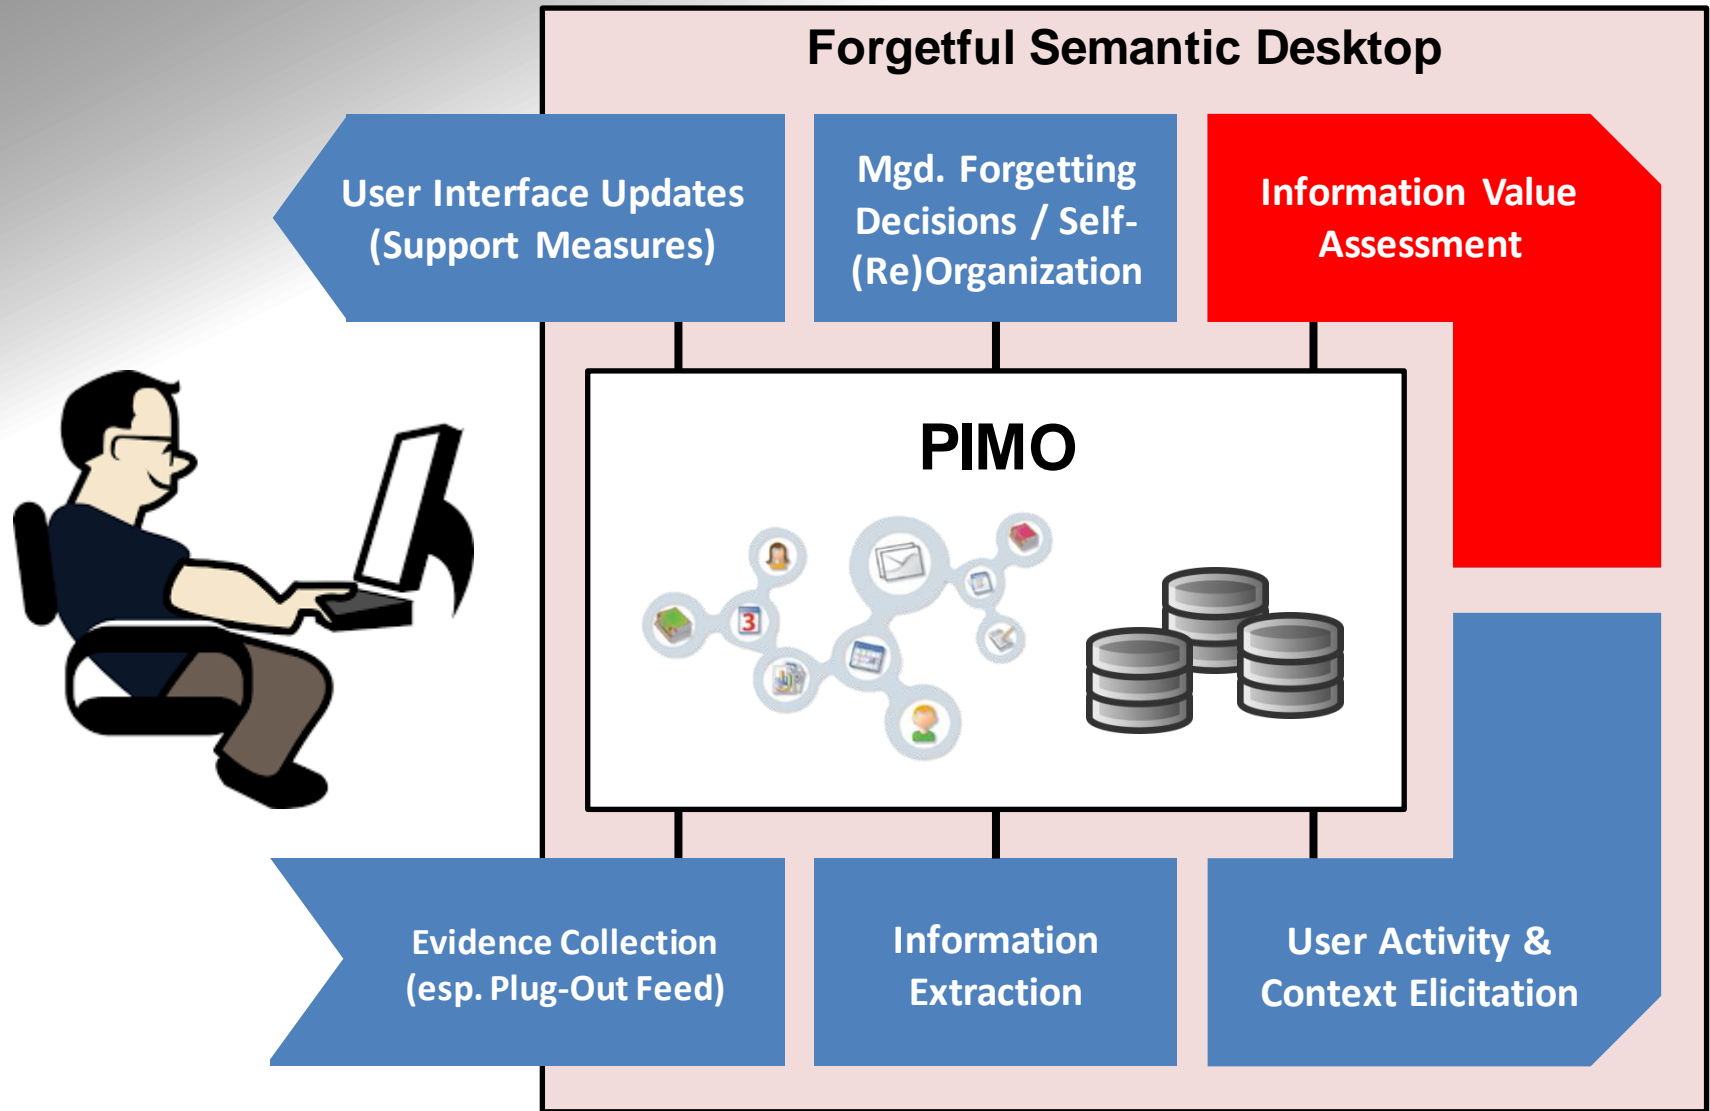 Forgetful Semantic Desktop
User Interface Updates
(Support Measures)
Mgd. Forgetting
Decisions / Self-
(Re)Organization
Information Value
Assessment
PIMO
3
Evidence Collection
(esp. Plug-Out Feed)
Information
Extraction
User Activity &
Context Elicitation